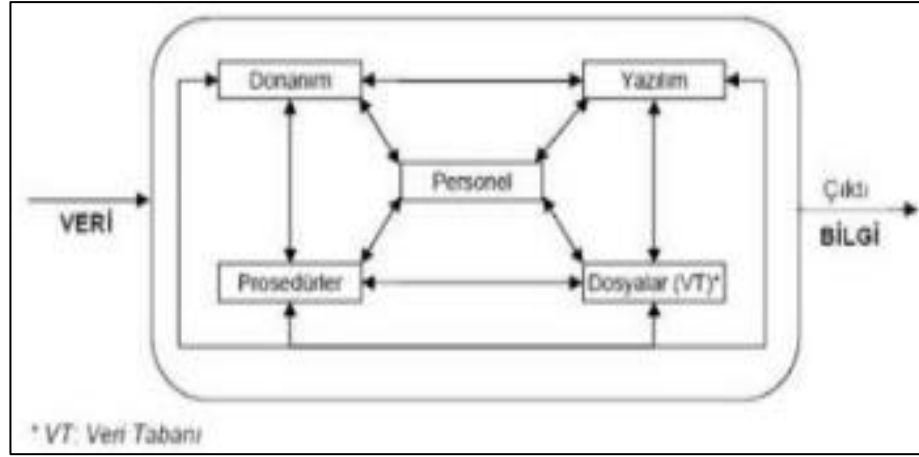 Donanım
Yazılım
Personel
VERİ
Çıktı
BİLGİ
Prosedürler
Dosyalar (VT)*
* VT: Veri Tabanı